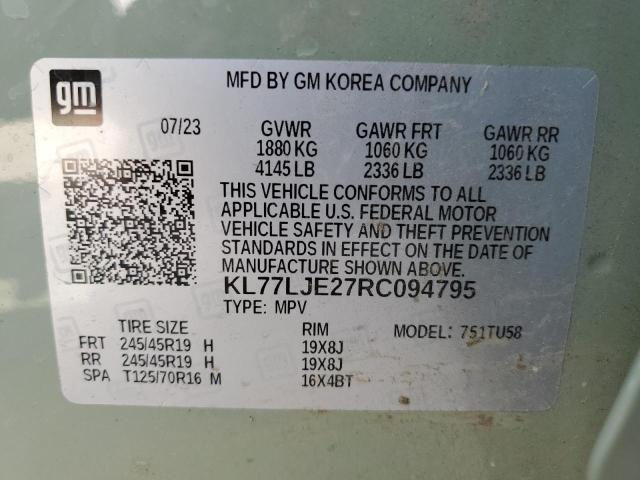 gm
MFD BY GM KOREA COMPANY
07/23 GVWR GAWR FRT GAWR RR
1880 KG 1060 KG 1060 KG
4145 LB 2336 LB 2336 LB
THIS VEHICLE CONFORMS TO ALL
APPLICABLE U.S. FEDERAL MOTOR
VEHICLE SAFETY AND THEFT PREVENTION
STANDARDS IN EFFECT ON THE DATE OF
MANUFACTURE SHOWN ABOVE.
KL77LJE27RC094795
TYPE: MPV
TIRE SIZE RIM MODEL: 751TU58
FRT 245/45R19 H 19X8J
RR 245/45R19 H 19X8J
SPA T125/70R16 M 16X4BT